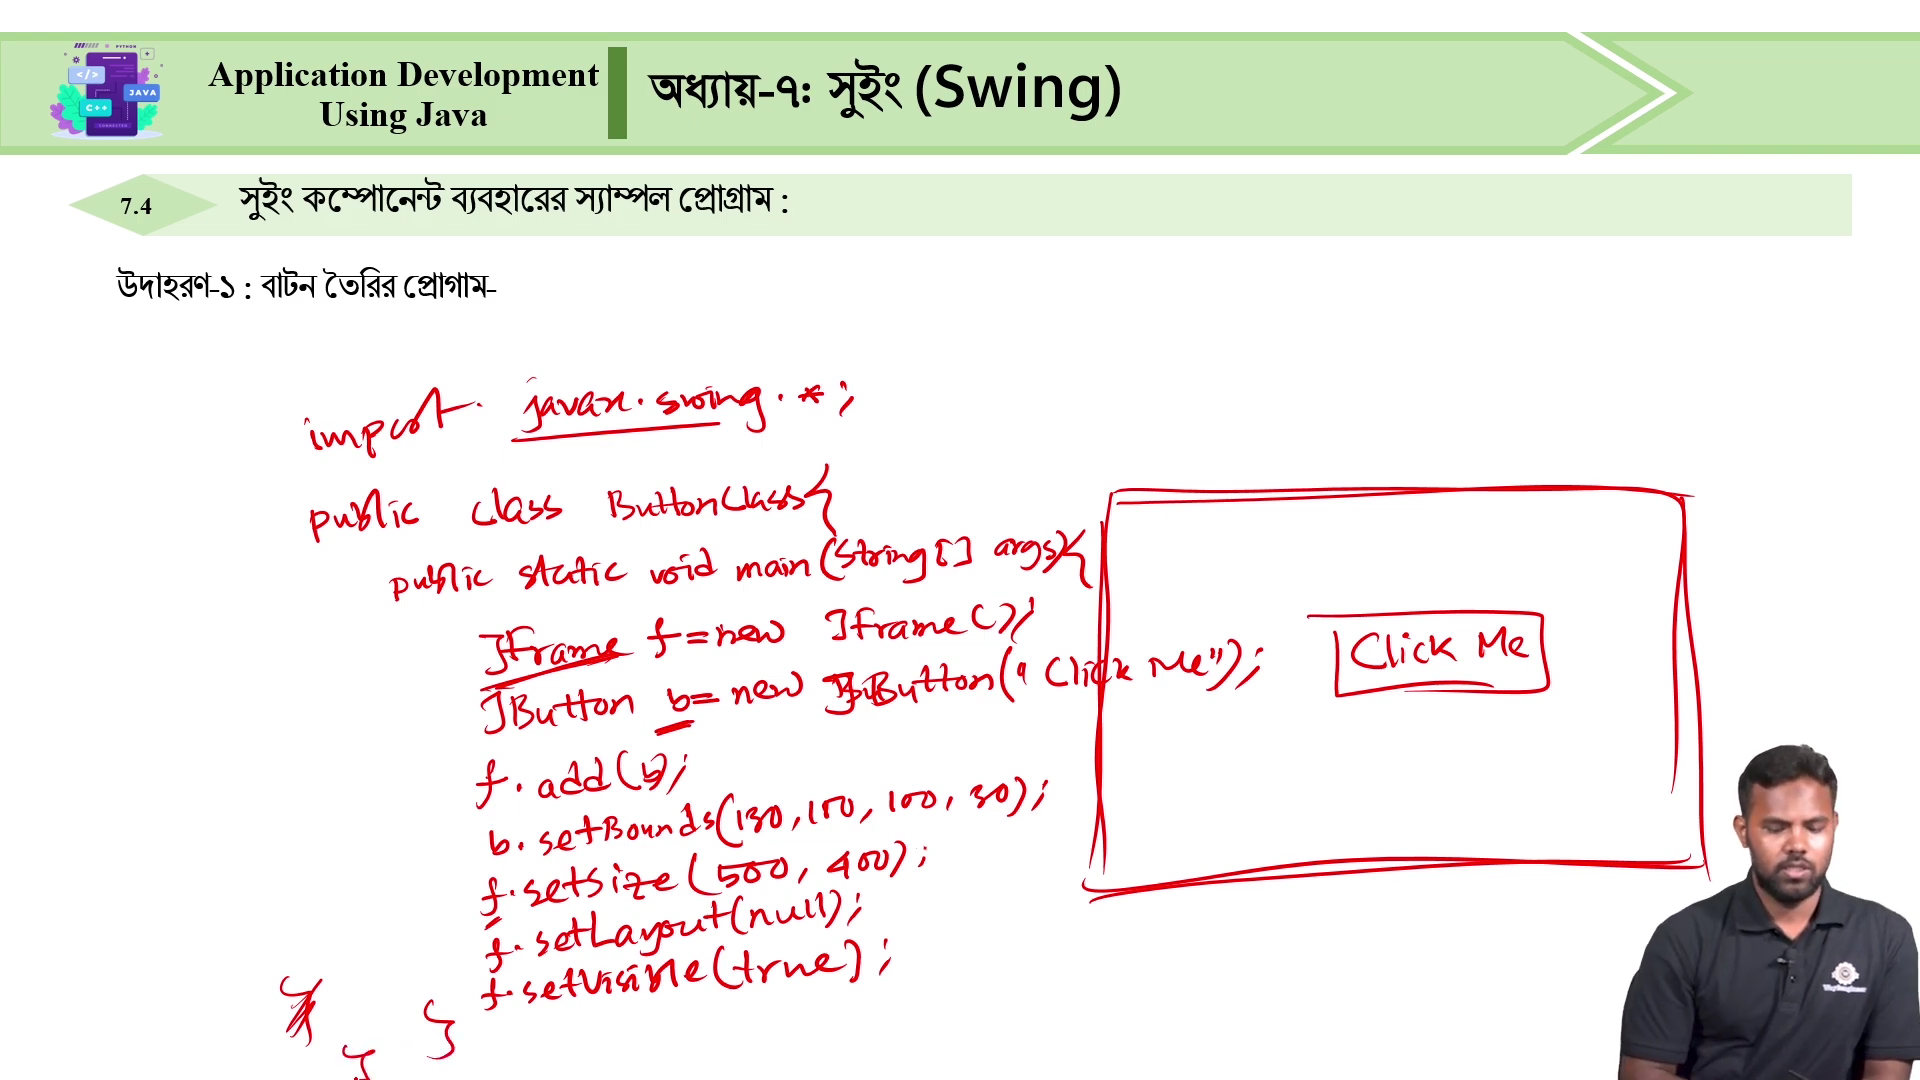 Application Development
Using Java
অধ্যায়-৭ঃ সুইং (Swing)
7.4
সুইং কম্পোনেন্ট ব্যবহারের স্যাম্পল প্রোগ্রাম :
উদাহরণ-১ : বাটন তৈরির প্রোগাম-
import javax.swing.*;
public class ButtonClass{
public static void main(String[] args){
JFrame f=new JFrame();
JButton b= new JButton("Click Me");
f.add(b);
b.setBounds(130,100,100,30);
f.setSize(500, 400);
f.setLayout(null);
f.setVisible(true);
}
}
Click Me